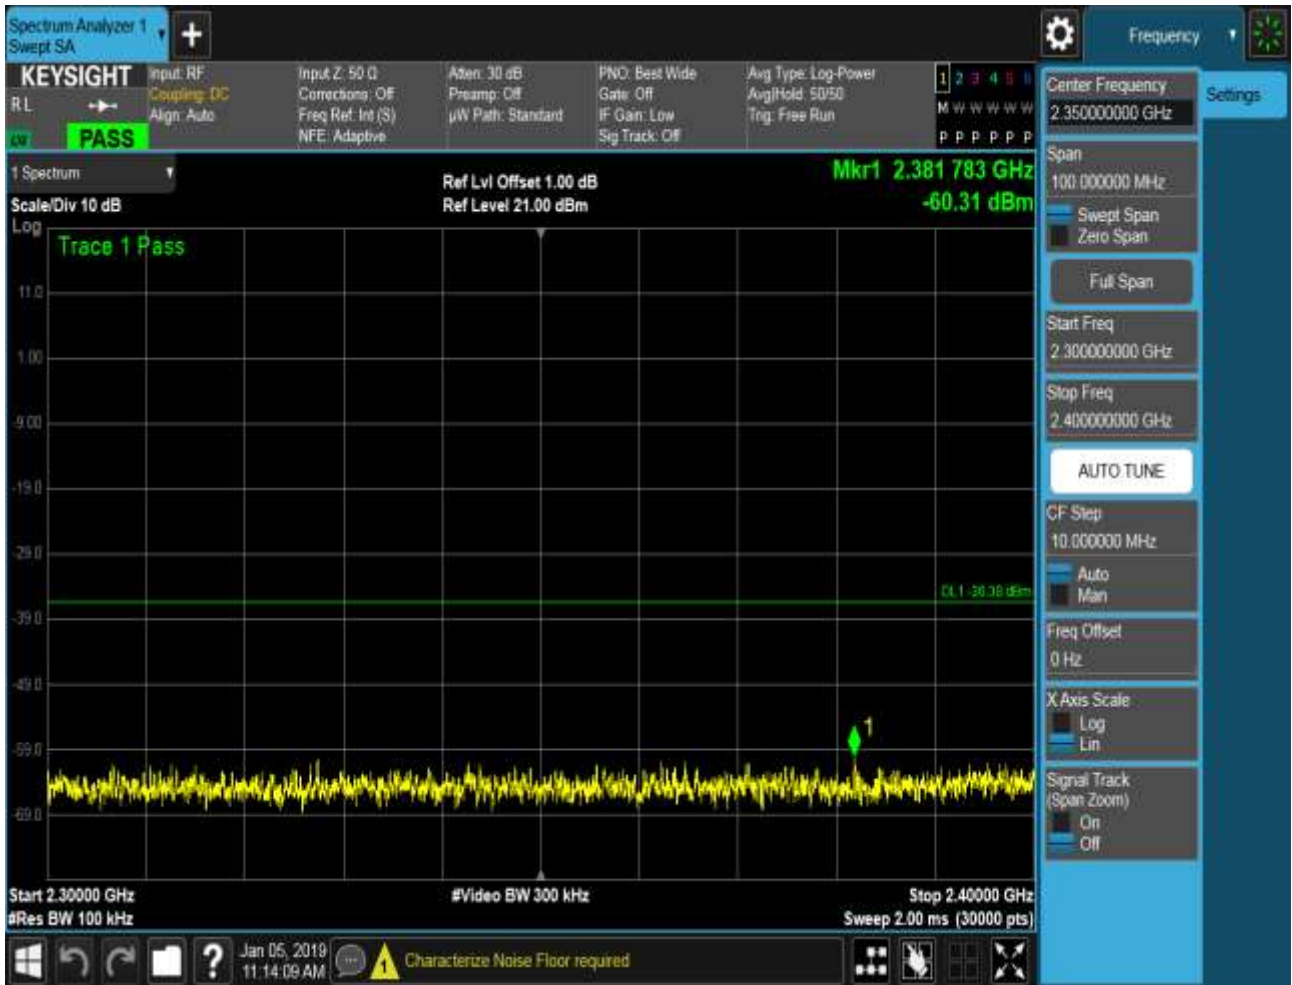 Spectrum Analyzer 1
Swept SA
+
Frequency
KEYSIGHT
R L
PASS
Input: RF
Coupling: DC
Align: Auto
Input Z: 50 Ω
Corrections: Off
Freq Ref: Int (S)
NFE: Adaptive
Atten: 30 dB
Preamp: Off
µW Path: Standard
PNO: Best Wide
Gate: Off
IF Gain: Low
Sig Track: Off
Avg Type: Log-Power
Avg|Hold: 50/50
Trig: Free Run
1 2 3 4 5 6
M W W W W W
P P P P P P
1 Spectrum
Scale/Div 10 dB
Ref Lvl Offset 1.00 dB
Ref Level 21.00 dBm
Mkr1 2.381 783 GHz
-60.31 dBm
Log
Trace 1 Pass
11.0
1.00
-9.00
-19.0
-29.0
-39.0
-49.0
-59.0
-69.0
DL1 -36.38 dBm
1
Start 2.30000 GHz
#Res BW 100 kHz
#Video BW 300 kHz
Stop 2.40000 GHz
Sweep 2.00 ms (30000 pts)
Center Frequency
2.350000000 GHz
Settings
Span
100.000000 MHz
Swept Span
Zero Span
Full Span
Start Freq
2.300000000 GHz
Stop Freq
2.400000000 GHz
AUTO TUNE
CF Step
10.000000 MHz
Auto
Man
Freq Offset
0 Hz
X Axis Scale
Log
Lin
Signal Track
(Span Zoom)
On
Off
?
Jan 05, 2019
11:14:09 AM
1
Characterize Noise Floor required